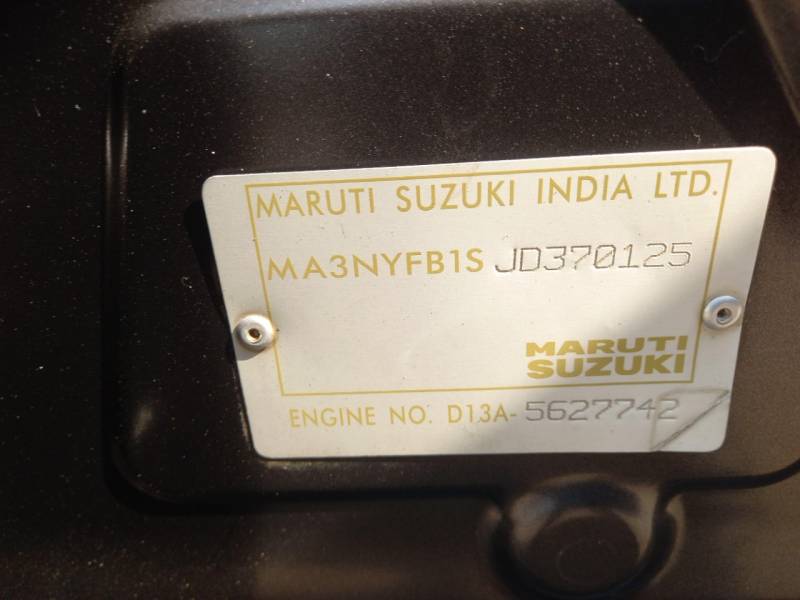 MARUTI SUZUKI INDIA LTD.
MA3NYFB1S JD370125
MARUTI
SUZUKI
ENGINE NO. D13A-5627742